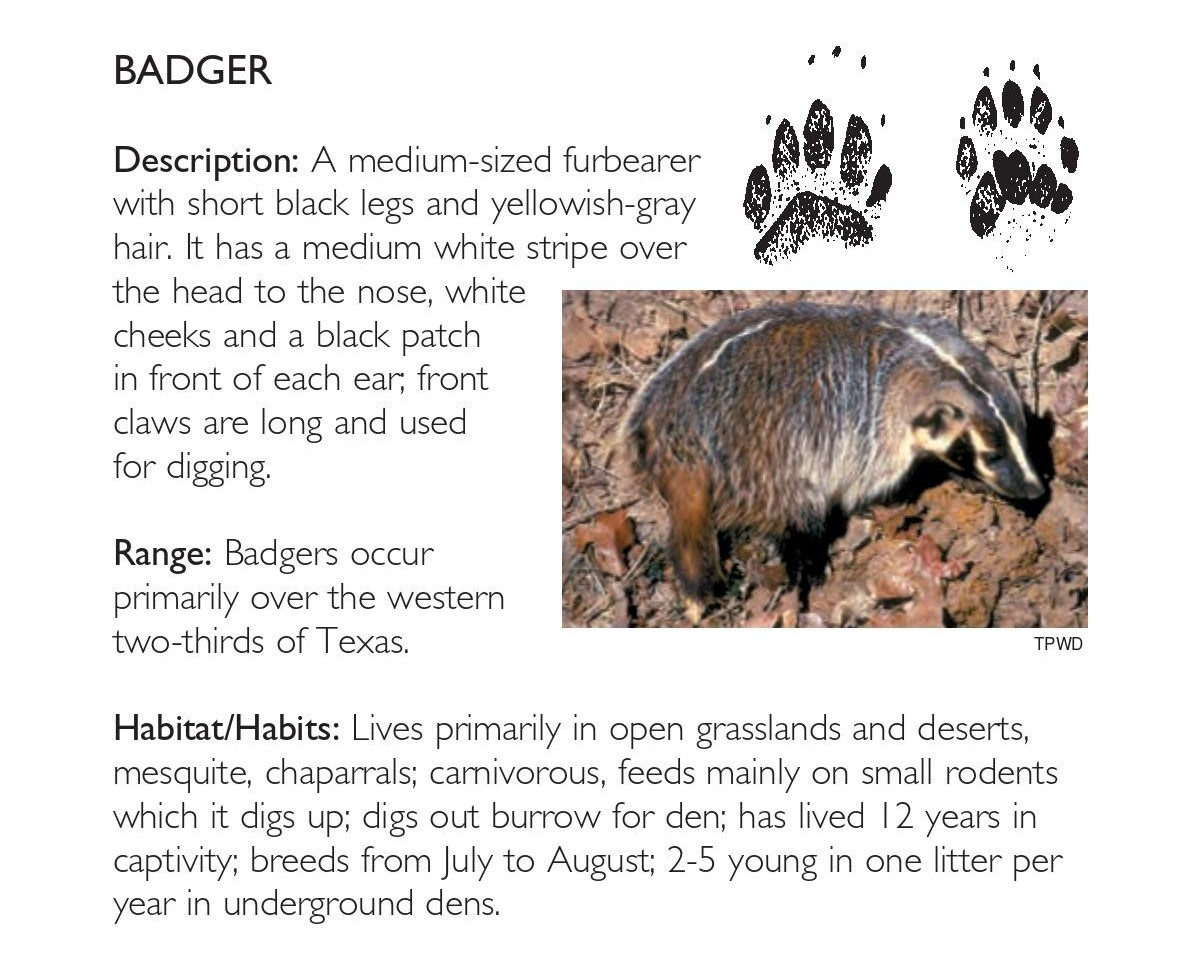 BADGER
Description: A medium-sized furbearer
with short black legs and yellowish-gray
hair. It has a medium white stripe over
the head to the nose, white
cheeks and a black patch
in front of each ear; front
claws are long and used
for digging.
Range: Badgers occur
primarily over the western
two-thirds of Texas.
TPWD
Habitat/Habits: Lives primarily in open grasslands and deserts,
mesquite, chaparrals; carnivorous, feeds mainly on small rodents
which it digs up; digs out burrow for den; has lived 12 years in
captivity; breeds from July to August; 2-5 young in one litter per
year in underground dens.